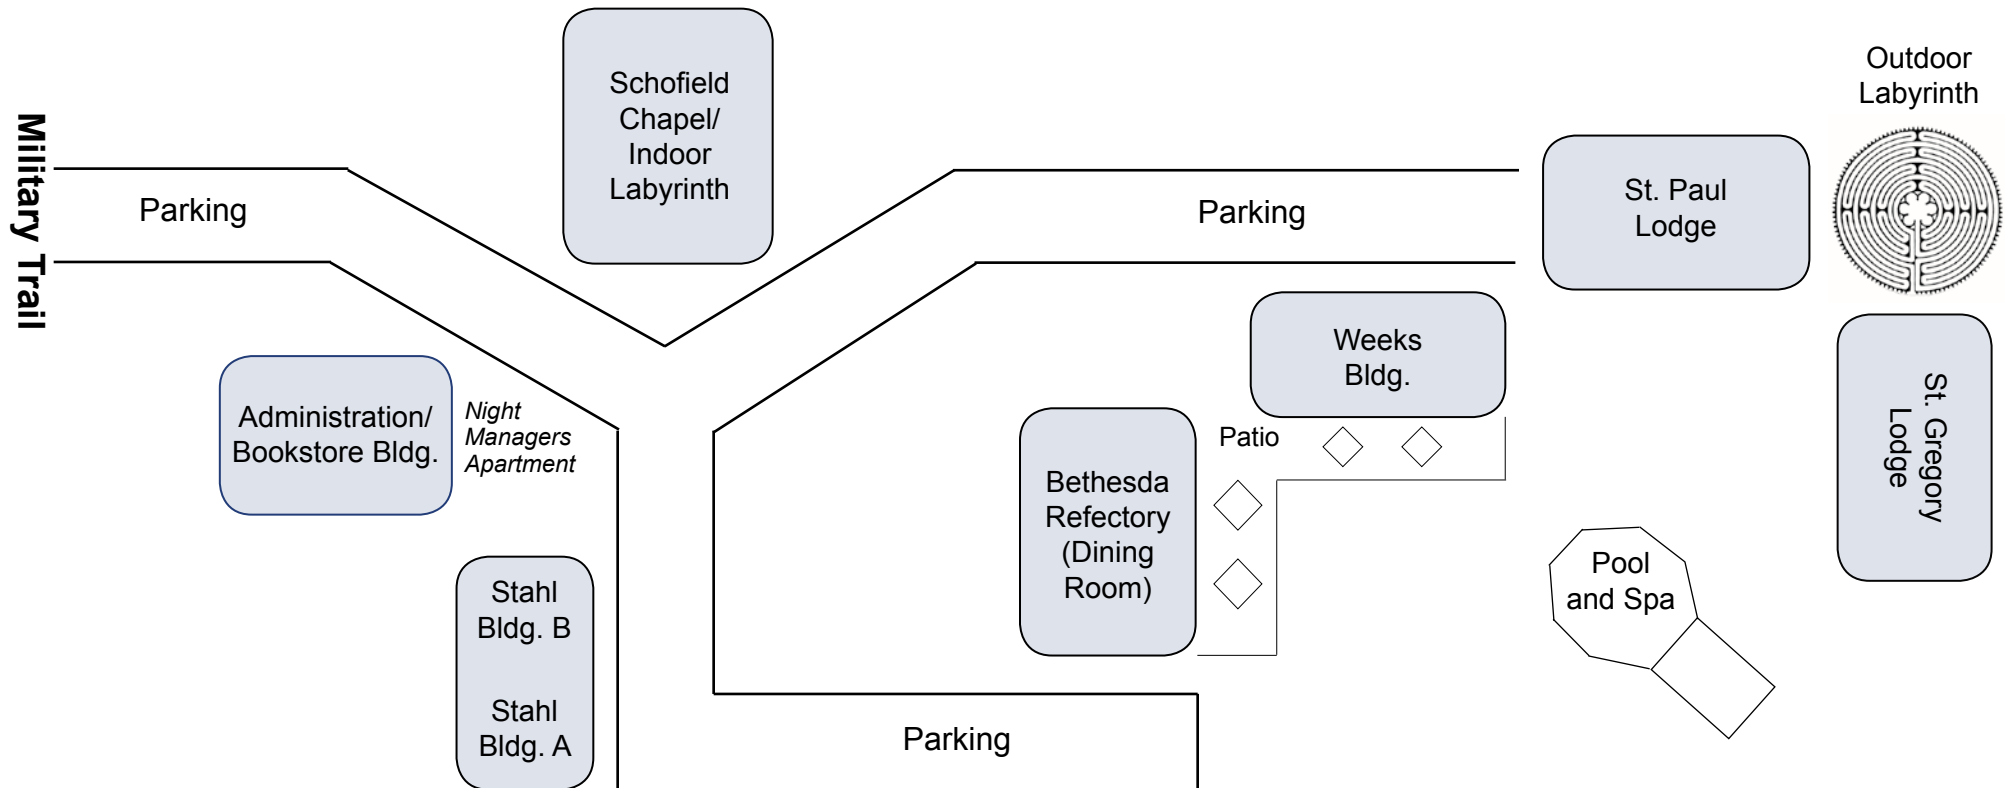 Military Trail
Parking
Schofield
Chapel/
Indoor
Labyrinth
Parking
St. Paul
Lodge
Outdoor
Labyrinth
Administration/
Bookstore Bldg.
Night
Managers
Apartment
Weeks
Bldg.
Patio
St. Gregory
Lodge
Bethesda
Refectory
(Dining
Room)
Pool
and Spa
Stahl
Bldg. B
Stahl
Bldg. A
Parking